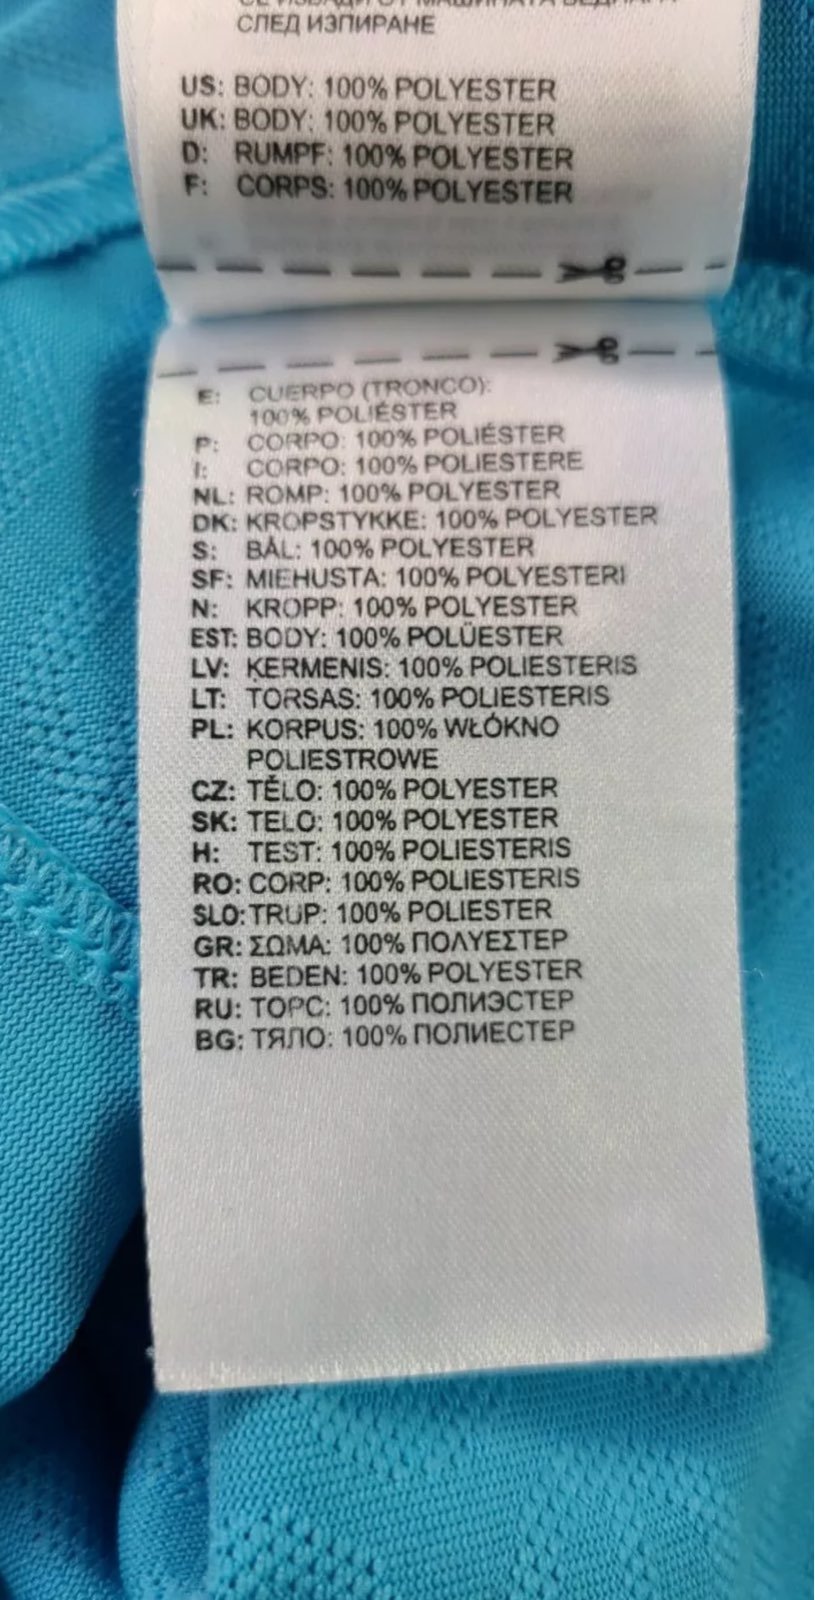 СЛЕД ИЗПИРАНЕ
US: BODY: 100% POLYESTER
UK: BODY: 100% POLYESTER
D: RUMPF: 100% POLYESTER
F: CORPS: 100% POLYESTER
E: CUERPO (TRONCO):
100% POLIÉSTER
P: CORPO: 100% POLIÉSTER
I: CORPO: 100% POLIESTERE
NL: ROMP: 100% POLYESTER
DK: KROPSTYKKE: 100% POLYESTER
S: BÅL: 100% POLYESTER
SF: MIEHUSTA: 100% POLYESTERI
N: KROPP: 100% POLYESTER
EST: BODY: 100% POLÜESTER
LV: ĶERMENIS: 100% POLIESTERIS
LT: TORSAS: 100% POLIESTERIS
PL: KORPUS: 100% WŁÓKNO
POLIESTROWE
CZ: TĚLO: 100% POLYESTER
SK: TELO: 100% POLYESTER
H: TEST: 100% POLIESTERIS
RO: CORP: 100% POLIESTERIS
SLO: TRUP: 100% POLIESTER
GR: ΣΩΜΑ: 100% ΠΟΛΥΕΣΤΕΡ
TR: BEDEN: 100% POLYESTER
RU: ТОРС: 100% ПОЛИЭСТЕР
BG: ТЯЛО: 100% ПОЛИЕСТЕР